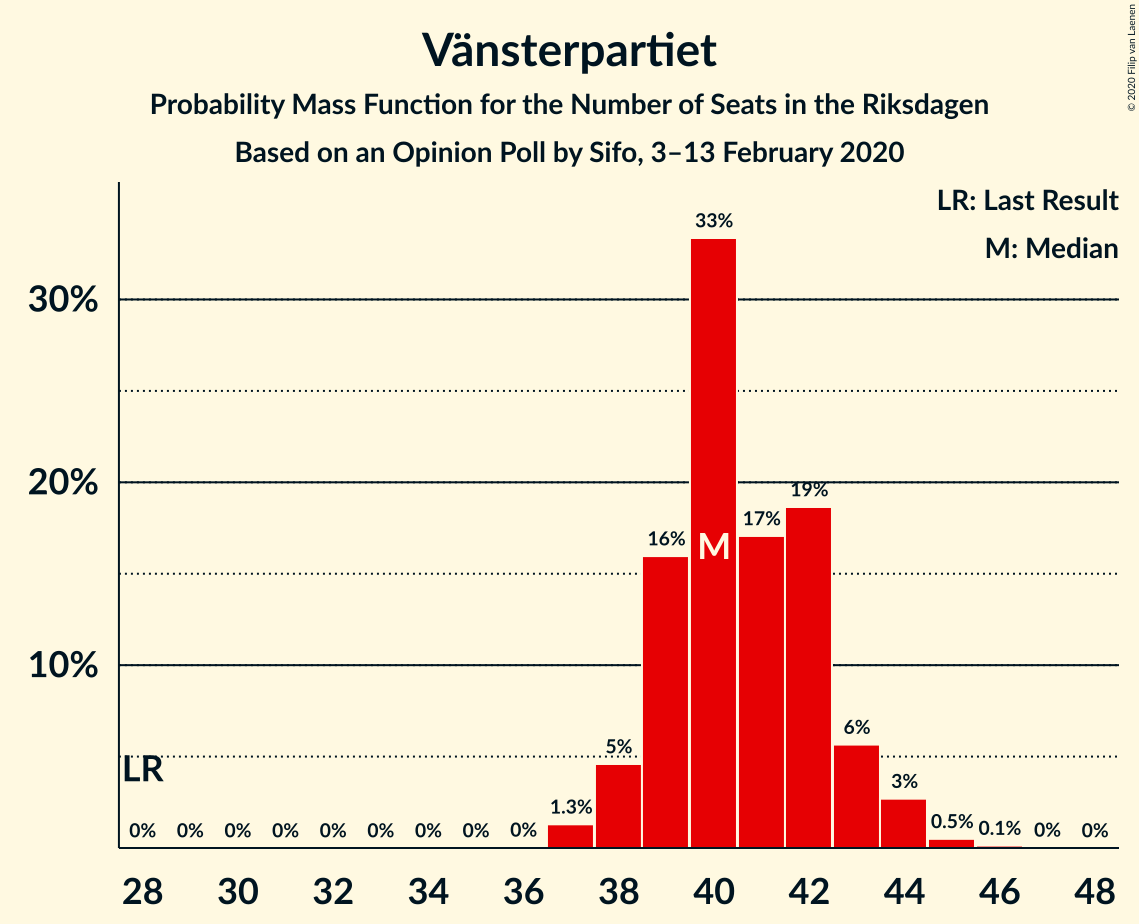 © 2020 Filip van Laenen
Vänsterpartiet
Probability Mass Function for the Number of Seats in the Riksdagen
Based on an Opinion Poll by Sifo, 3–13 February 2020
LR: Last Result
M: Median
30%
20%
10%
LR
M
0% 0% 0% 0% 0% 0% 0% 0% 0% 1.3% 5% 16% 33% 17% 19% 6% 3% 0.5% 0.1% 0% 0%
28 30 32 34 36 38 40 42 44 46 48